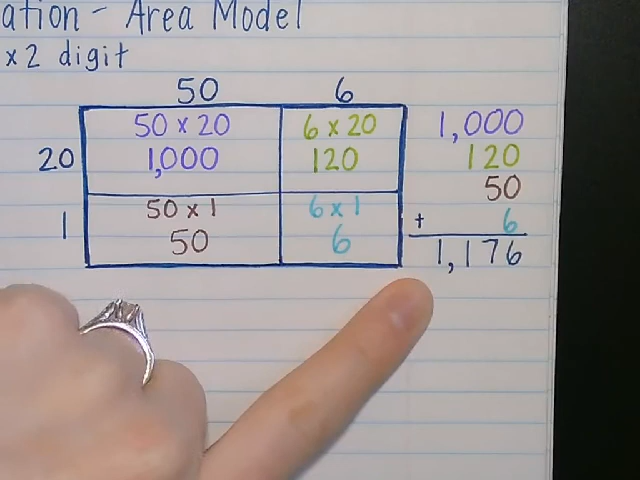 ation - Area Model
x 2 digit
50 6
50 x 20 6 x 20 1,000
20 1,000 120 120
50
50 x 1 6 x 1 + 6
1 50 6 1,176